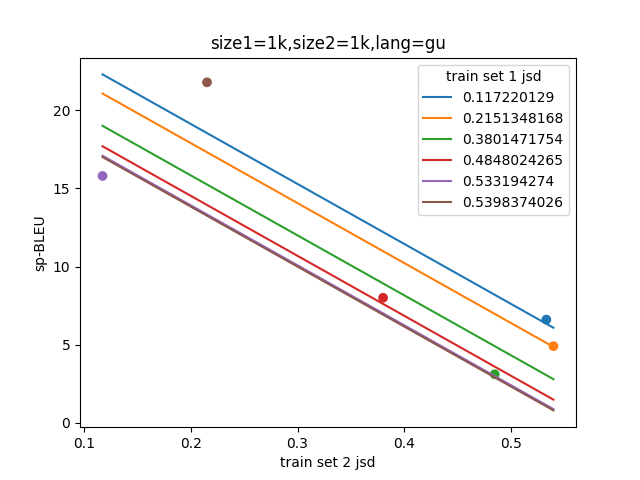 size1=1k,size2=1k,lang=gu
train set 1 jsd
0.117220129
0.2151348168
0.3801471754
0.4848024265
0.533194274
0.5398374026
sp-BLEU
20
15
10
5
0
0.1 0.2 0.3 0.4 0.5
train set 2 jsd